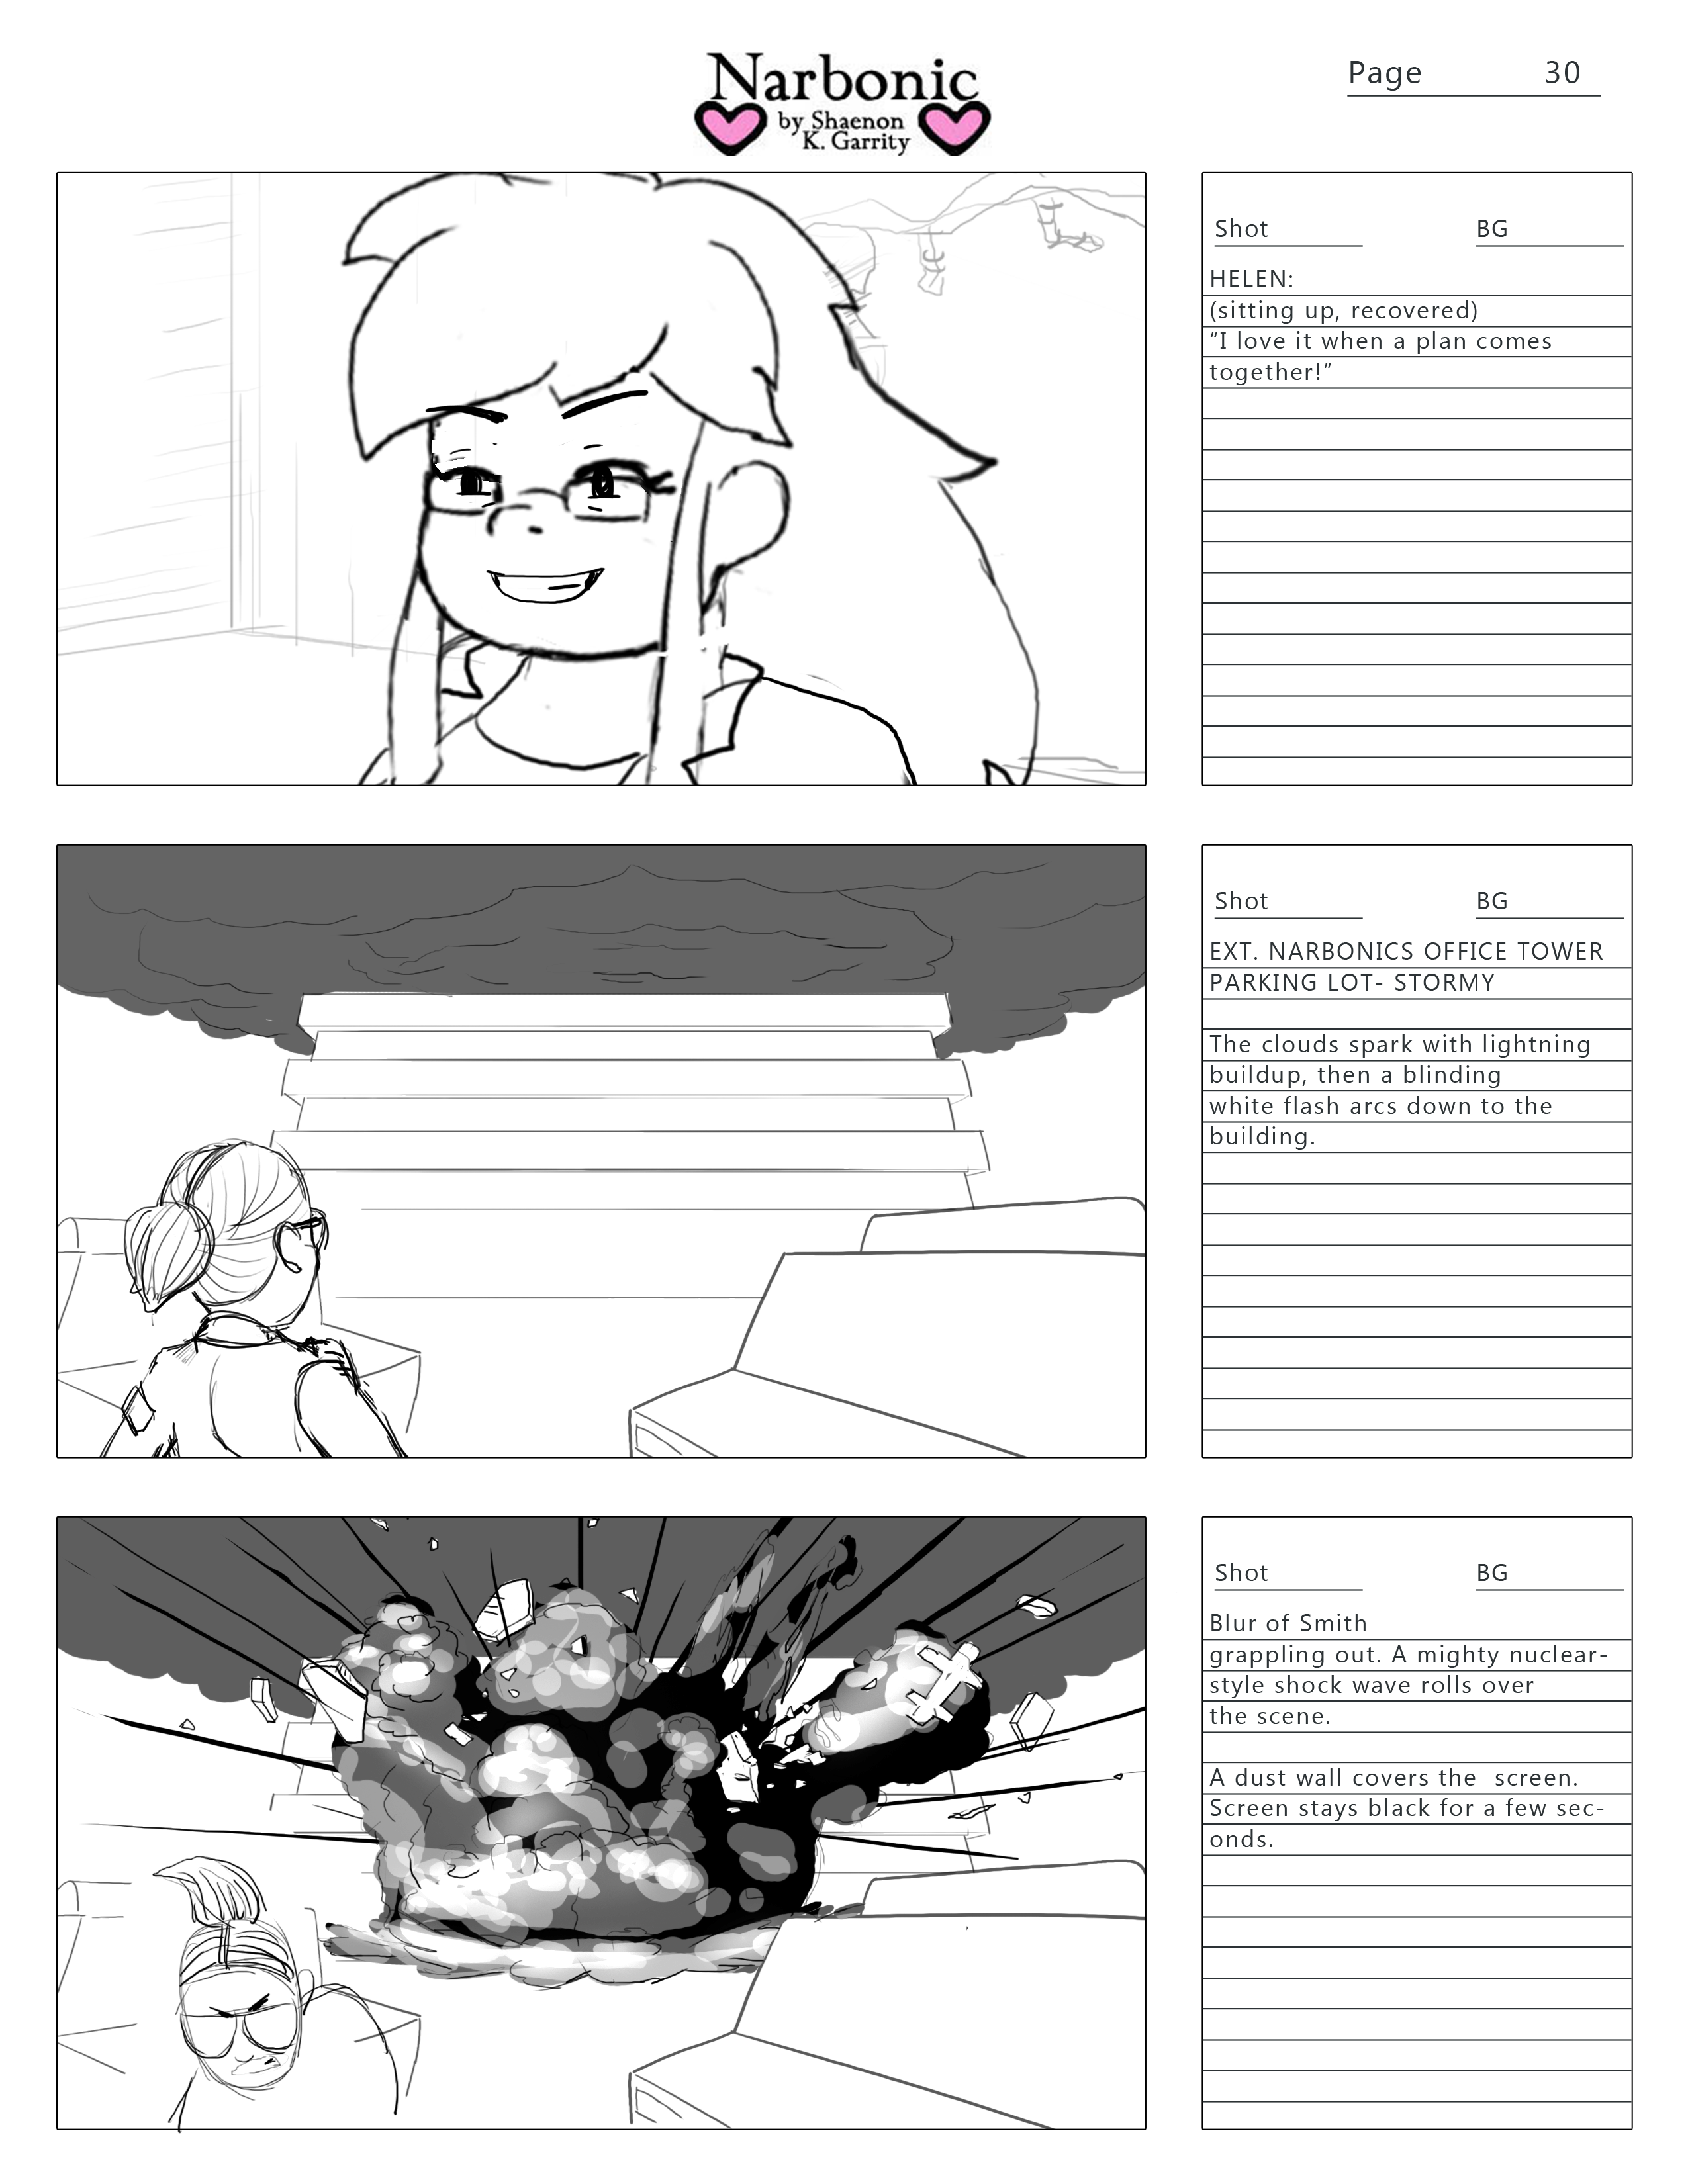 Narbonic
by Shaenon
K. Garrity
Page 30
Shot BG
HELEN:
(sitting up, recovered)
“I love it when a plan comes
together!”
Shot BG
EXT. NARBONICS OFFICE TOWER
PARKING LOT- STORMY
The clouds spark with lightning
buildup, then a blinding
white flash arcs down to the
building.
Shot BG
Blur of Smith
grappling out. A mighty nuclear-
style shock wave rolls over
the scene.
A dust wall covers the screen.
Screen stays black for a few sec-
onds.